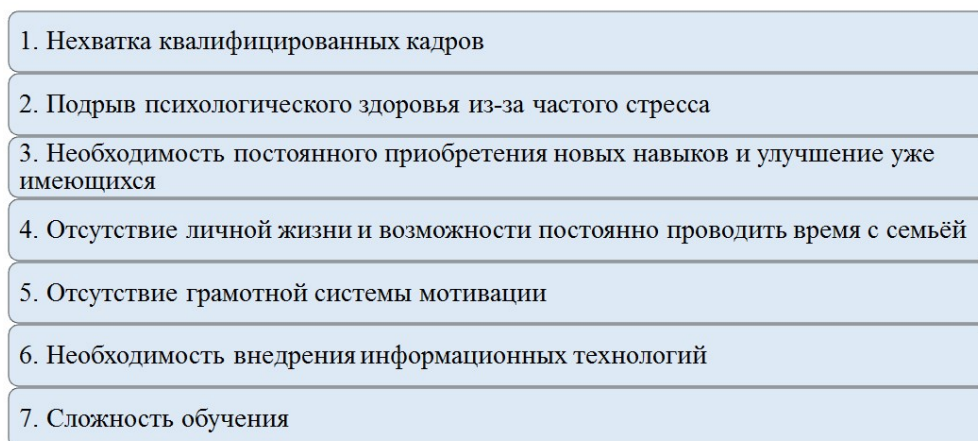 1. Нехватка квалифицированных кадров
2. Подрыв психологического здоровья из-за частого стресса
3. Необходимость постоянного приобретения новых навыков и улучшение уже
имеющихся
4. Отсутствие личной жизни и возможности постоянно проводить время с семьёй
5. Отсутствие грамотной системы мотивации
6. Необходимость внедрения информационных технологий
7. Сложность обучения